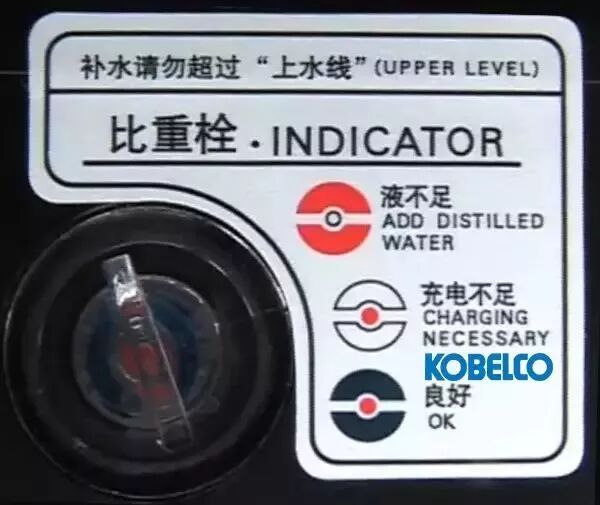 补水请勿超过“上水线”(UPPER LEVEL)
比重栓·INDICATOR
液不足
ADD DISTILLED
WATER
充电不足
CHARGING
NECESSARY
KOBELCO
良好
OK